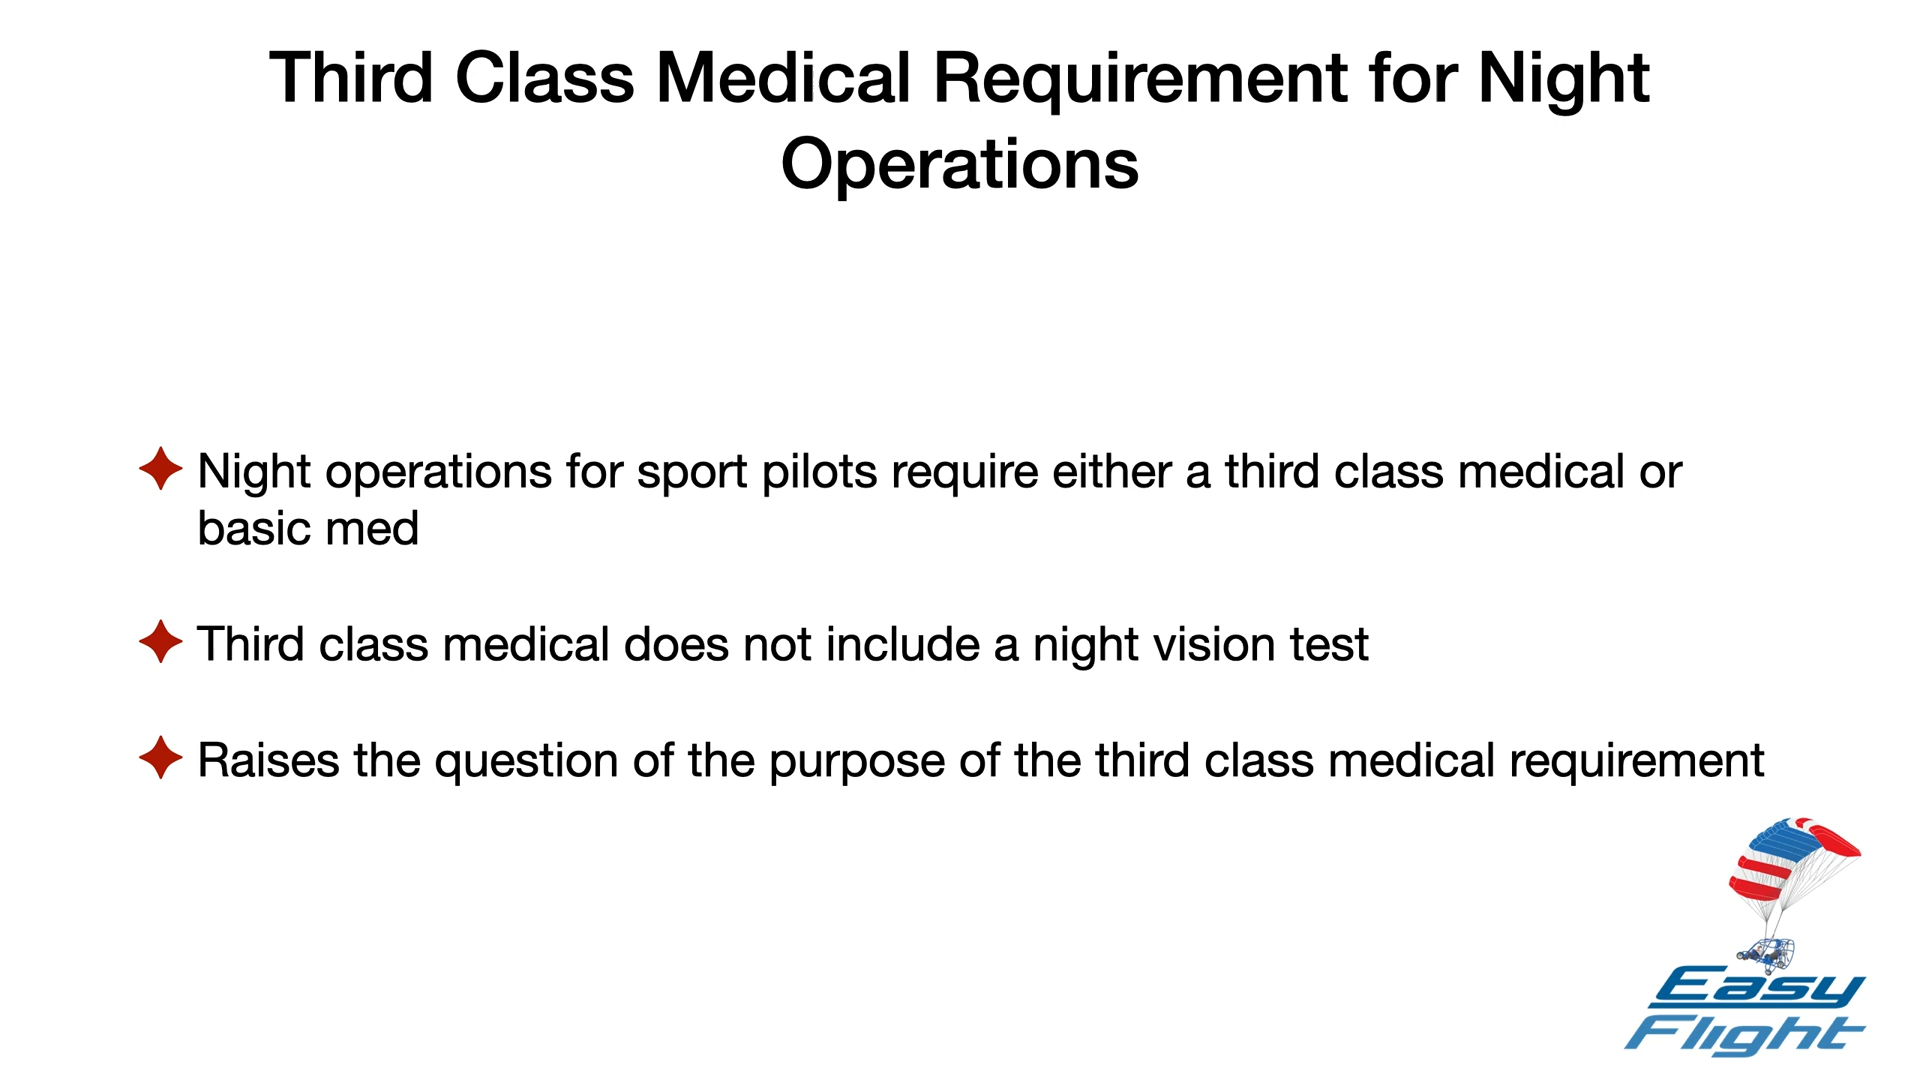 Third Class Medical Requirement for Night
Operations
Night operations for sport pilots require either a third class medical or
basic med
Third class medical does not include a night vision test
Raises the question of the purpose of the third class medical requirement
Easy
Flight